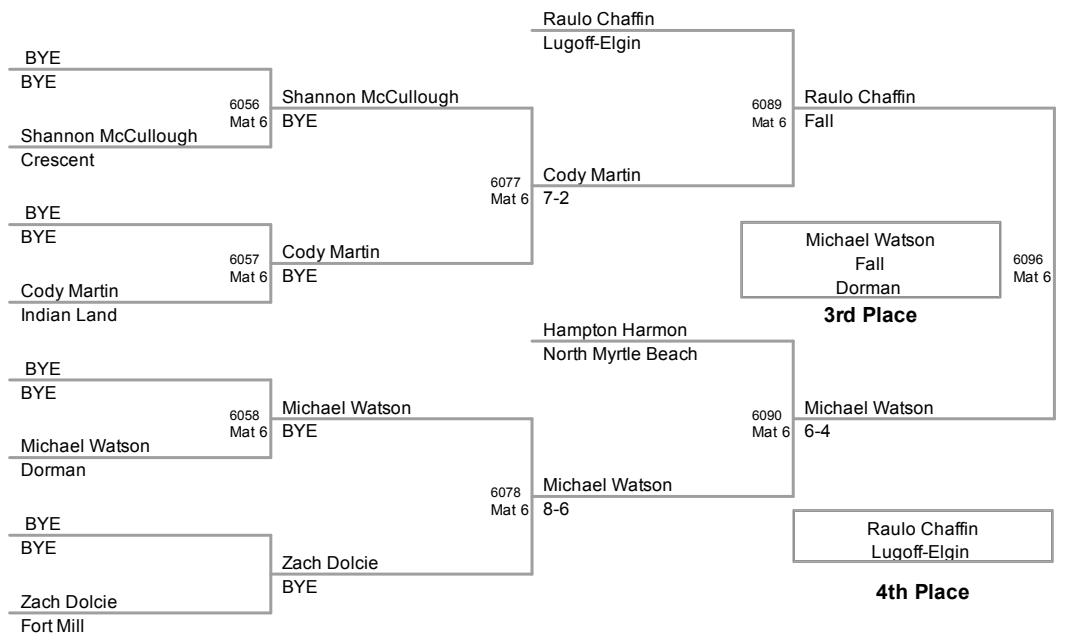 BYE
BYE
6056
Mat 6
Shannon McCullough
Crescent
BYE
BYE
6057
Mat 6
Cody Martin
Indian Land
BYE
BYE
6058
Mat 6
Michael Watson
Dorman
BYE
BYE
Zach Dolcie
Fort Mill
Shannon McCullough
BYE
6077
Mat 6
Cody Martin
BYE
Michael Watson
BYE
6078
Mat 6
Zach Dolcie
BYE
Raulo Chaffin
Lugoff-Elgin
6089
Mat 6
Cody Martin
7-2
Hampton Harmon
North Myrtle Beach
6090
Mat 6
Michael Watson
8-6
Raulo Chaffin
Fall
Michael Watson
Fall
Dorman
3rd Place
6096
Mat 6
Michael Watson
6-4
Raulo Chaffin
Lugoff-Elgin
4th Place